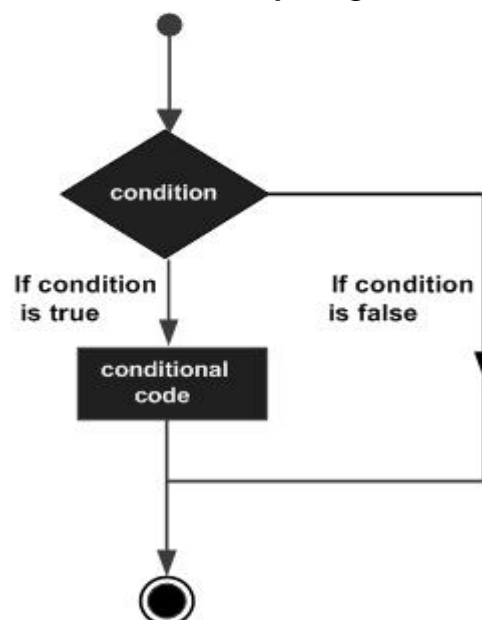 condition
If condition
is true
If condition
is false
conditional
code